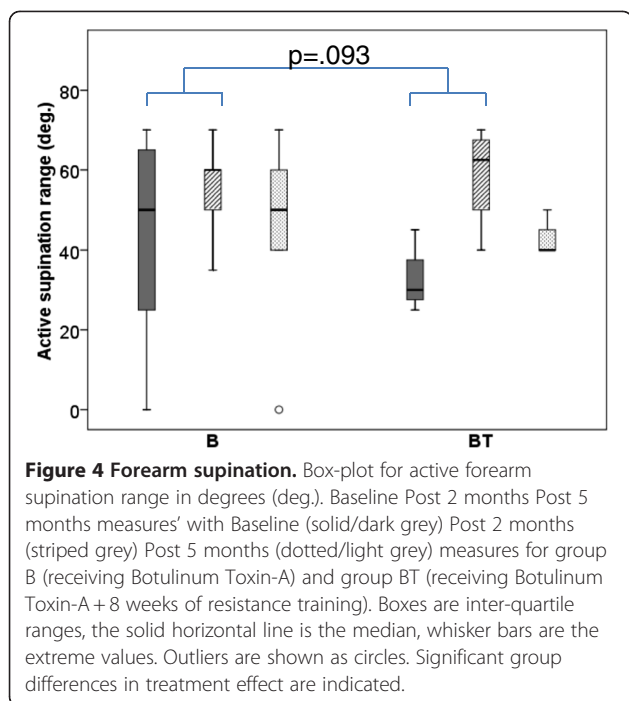 p=.093
80
60
40
20
0
Active supination range (deg.)
B
BT
Figure 4 Forearm supination. Box-plot for active forearm
supination range in degrees (deg.). Baseline Post 2 months Post 5
months measures’ with Baseline (solid/dark grey) Post 2 months
(striped grey) Post 5 months (dotted/light grey) measures for group
B (receiving Botulinum Toxin-A) and group BT (receiving Botulinum
Toxin-A + 8 weeks of resistance training). Boxes are inter-quartile
ranges, the solid horizontal line is the median, whisker bars are the
extreme values. Outliers are shown as circles. Significant group
differences in treatment effect are indicated.